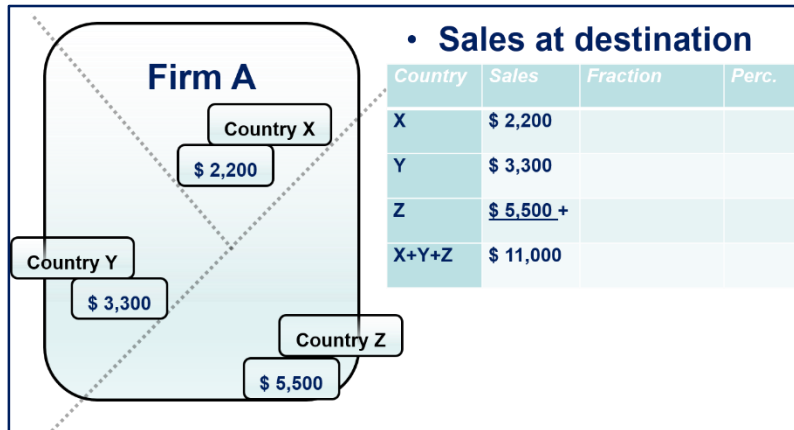 Firm A
Country X
$ 2,200
Country Y
$ 3,300
Country Z
$ 5,500
• Sales at destination
Country Sales Fraction Perc.
X $ 2,200
Y $ 3,300
Z $ 5,500 +
X+Y+Z $ 11,000